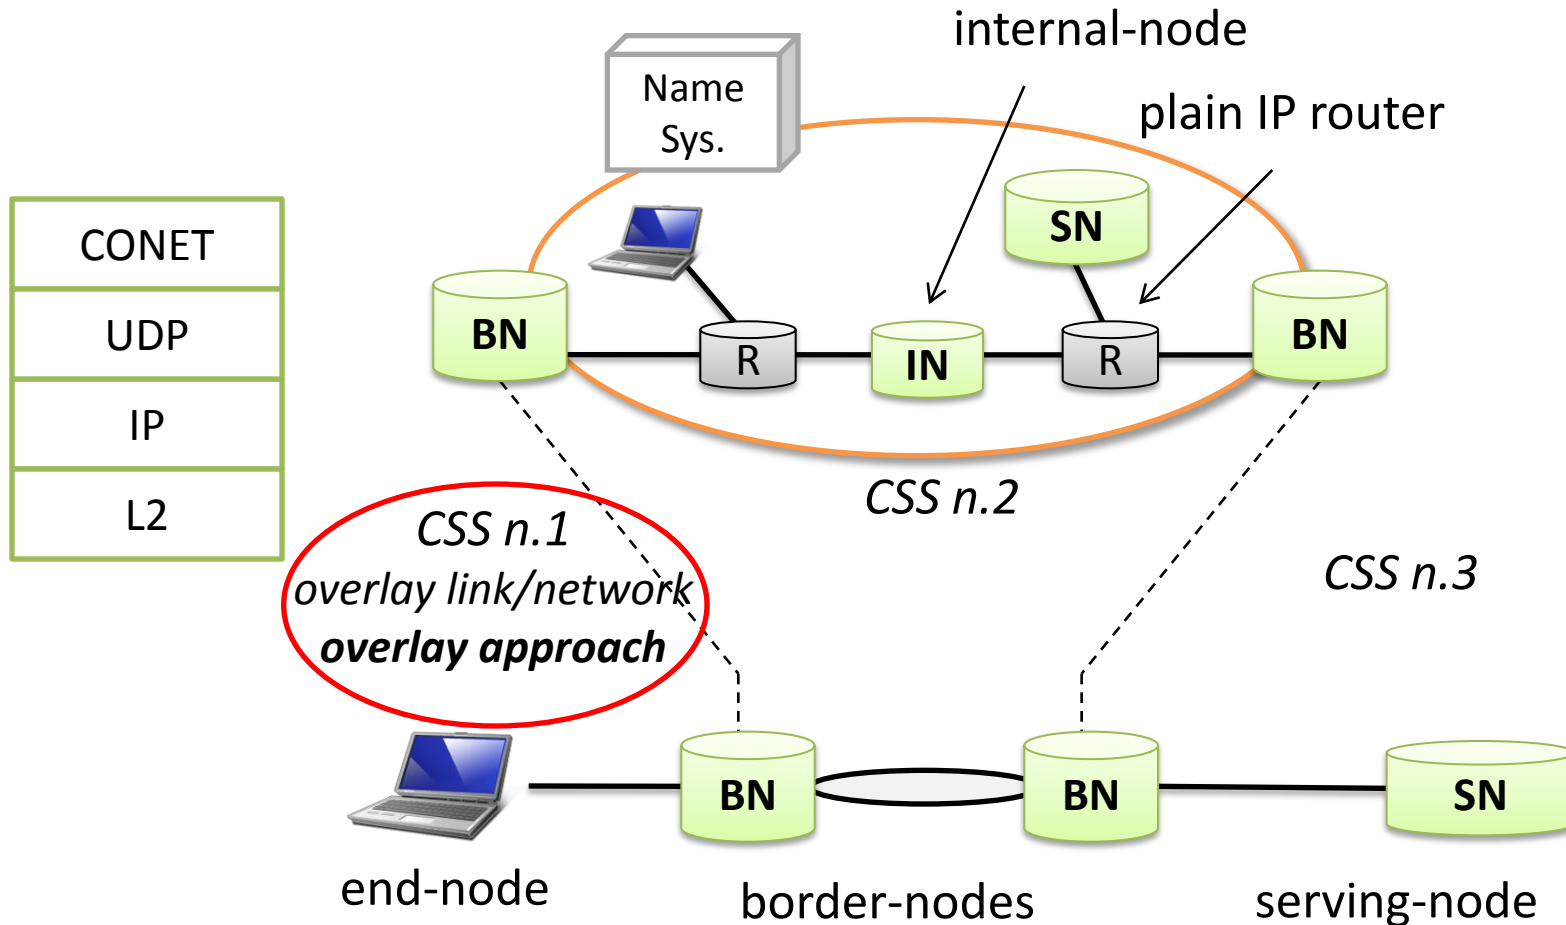 internal-node
Name
Sys.
plain IP router
CONET
UDP
IP
L2
SN
BN
R
IN
R
BN
CSS n.2
CSS n.1
overlay link/network
overlay approach
CSS n.3
BN
BN
SN
end-node
border-nodes
serving-node